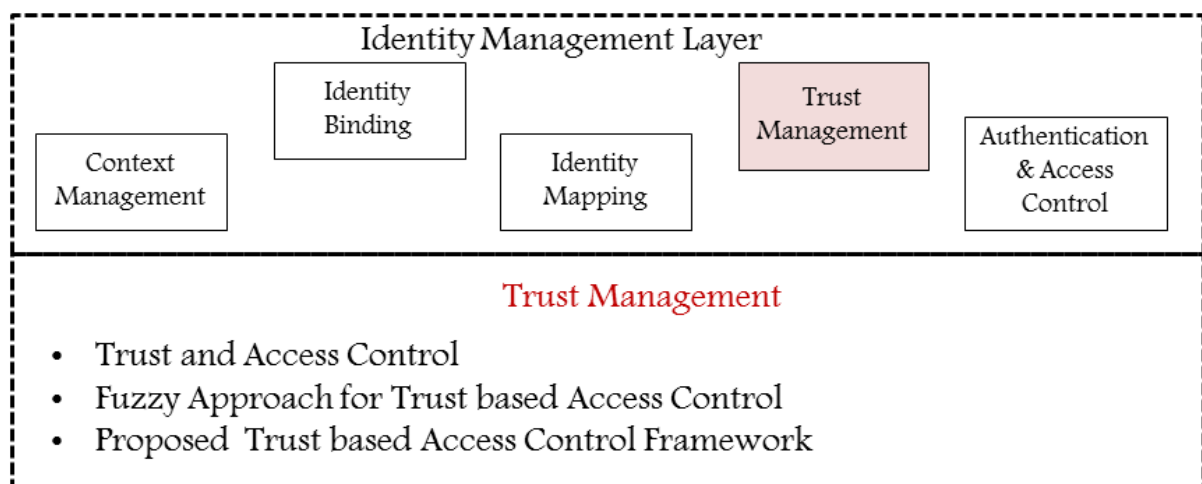 Identity Management Layer
Context
Management
Identity
Binding
Identity
Mapping
Trust
Management
Authentication
& Access
Control
Trust Management
• Trust and Access Control
• Fuzzy Approach for Trust based Access Control
• Proposed Trust based Access Control Framework